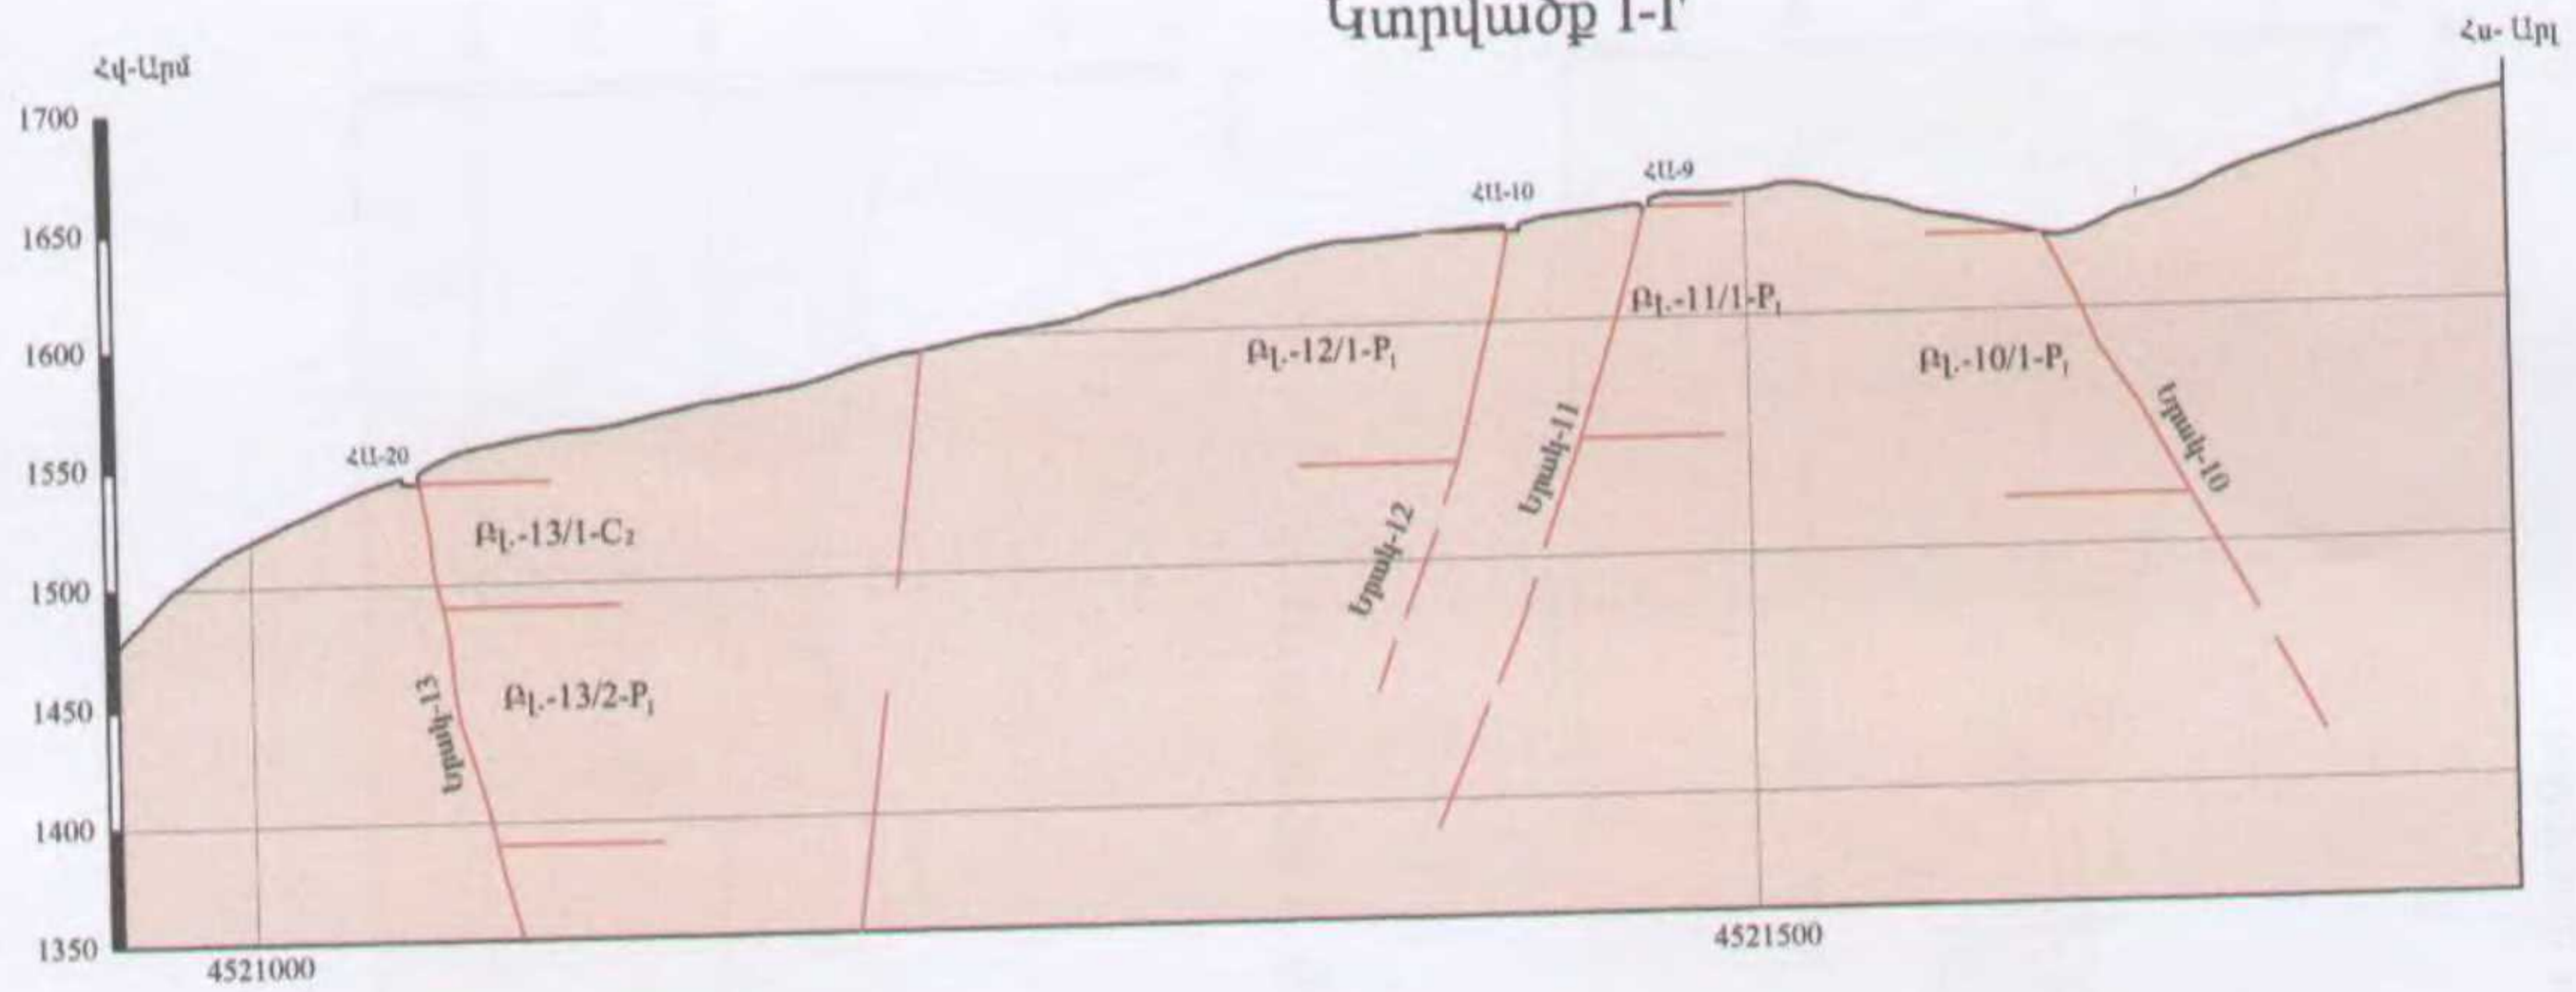 Կտրվածք I-I'
Հվ-Արմ
Հս- Արլ
1700
1650
1600
1550
1500
1450
1400
1350
ՀԱ-20
ՀԱ-10
ՀԱ-9
Բլ.-13/1-C₂
Բլ.-13/2-P₁
Բլ.-12/1-P₁
Բլ.-11/1-P₁
Բլ.-10/1-P₁
Երակ-13
Երակ-12
Երակ-11
Երակ-10
4521000
4521500